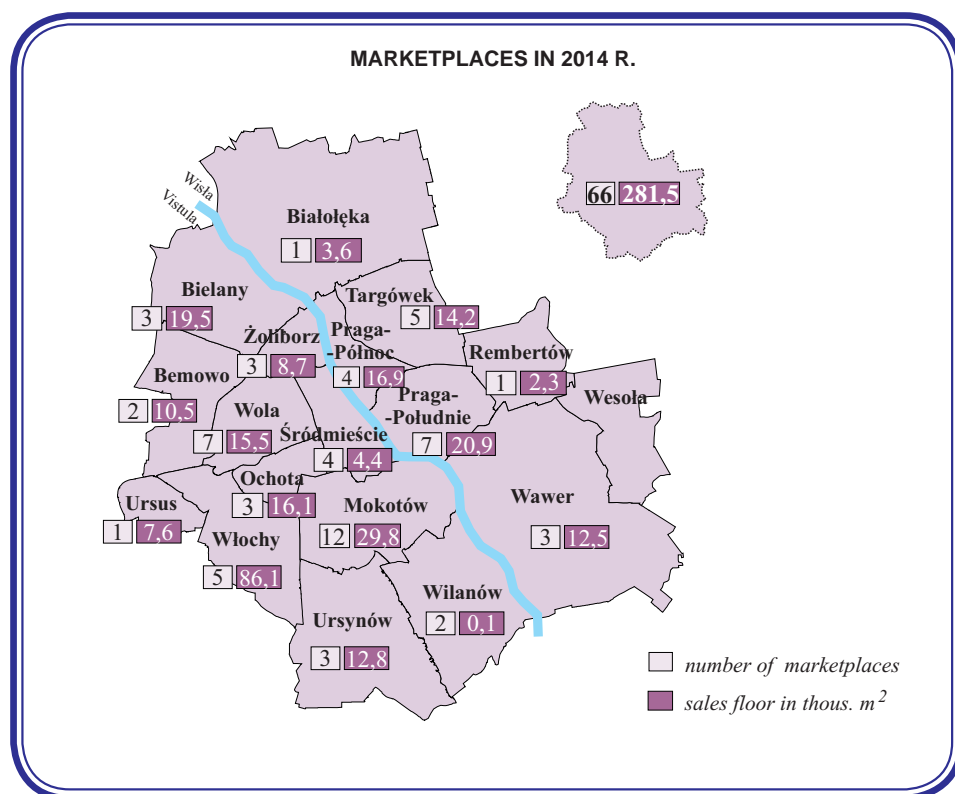 MARKETPLACES IN 2014 R.
66 281,5
Wisła
Vistula
Białołęka
1 3,6
Bielany
3 19,5
Targówek
5 14,2
Żoliborz
3 8,7
Praga-
-Północ
4 16,9
Rembertów
1 2,3
Wesoła
Bemowo
2 10,5
Wola
7 15,5
Praga-
-Południe
7 20,9
Śródmieście
4 4,4
Ochota
3 16,1
Mokotów
12 29,8
Wawer
3 12,5
Ursus
1 7,6
Włochy
5 86,1
Wilanów
2 0,1
Ursynów
3 12,8
number of marketplaces
sales floor in thous. m²